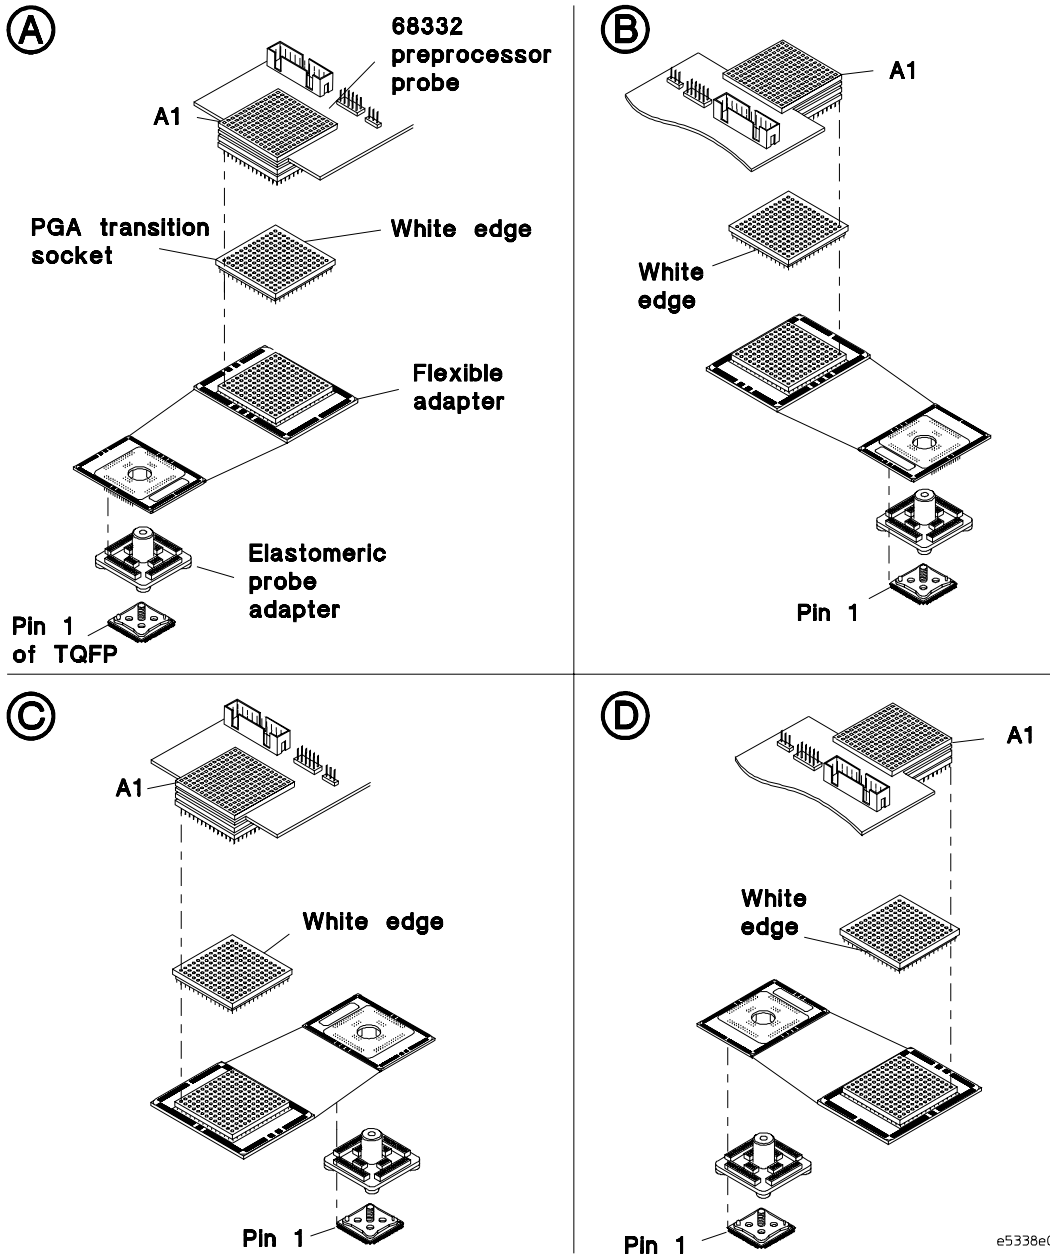 A
68332
preprocessor
probe
A1
PGA transition
socket
White edge
Flexible
adapter
Elastomeric
probe
adapter
Pin 1
of TQFP
B
A1
White
edge
Pin 1
C
A1
White edge
Pin 1
D
A1
White
edge
Pin 1